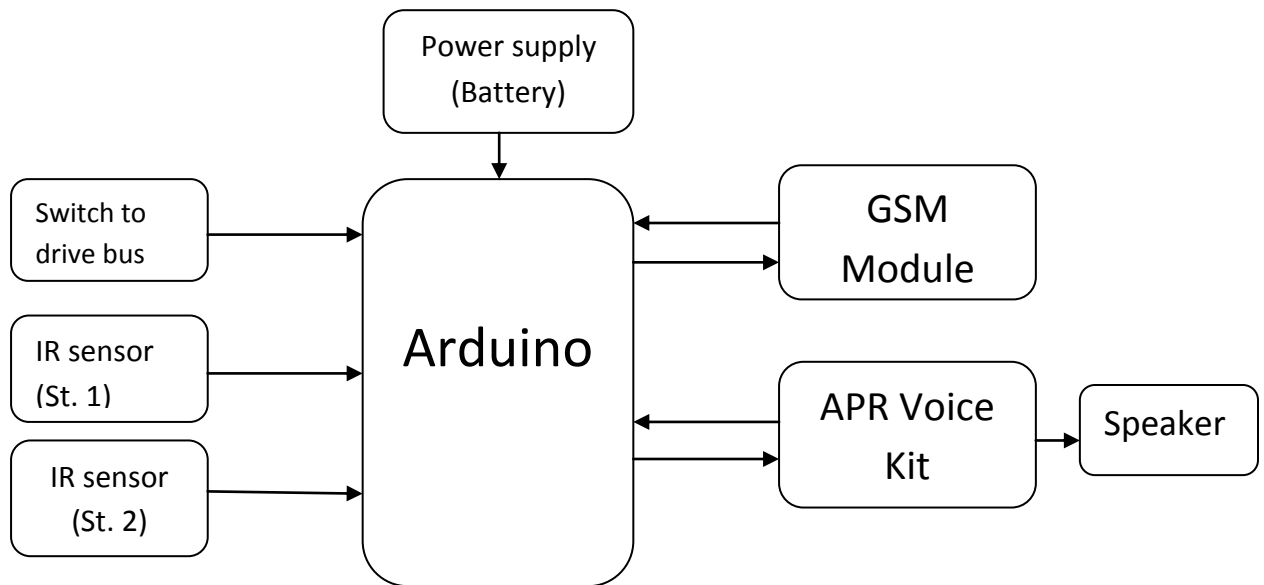 Power supply
(Battery)
Switch to
drive bus
IR sensor
(St. 1)
IR sensor
(St. 2)
Arduino
GSM
Module
APR Voice
Kit
Speaker